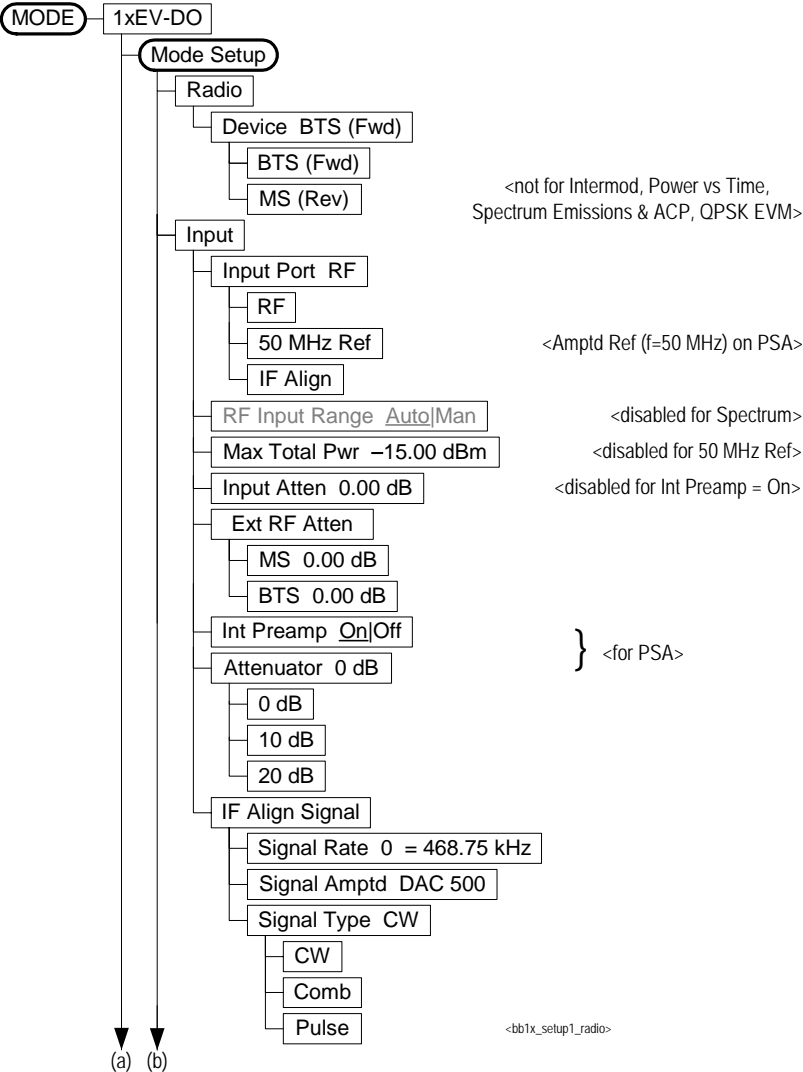 MODE 1xEV-DO
Mode Setup
Radio
Device BTS (Fwd)
BTS (Fwd)
MS (Rev)
<not for Intermod, Power vs Time,
Spectrum Emissions & ACP, QPSK EVM>
Input
Input Port RF
RF
50 MHz Ref <Amptd Ref (f=50 MHz) on PSA>
IF Align
RF Input Range Auto|Man <disabled for Spectrum>
Max Total Pwr –15.00 dBm <disabled for 50 MHz Ref>
Input Atten 0.00 dB <disabled for Int Preamp = On>
Ext RF Atten
MS 0.00 dB
BTS 0.00 dB
Int Preamp On|Off
} <for PSA>
Attenuator 0 dB
0 dB
10 dB
20 dB
IF Align Signal
Signal Rate 0 = 468.75 kHz
Signal Amptd DAC 500
Signal Type CW
CW
Comb
Pulse <bb1x_setup1_radio>
(a) (b)